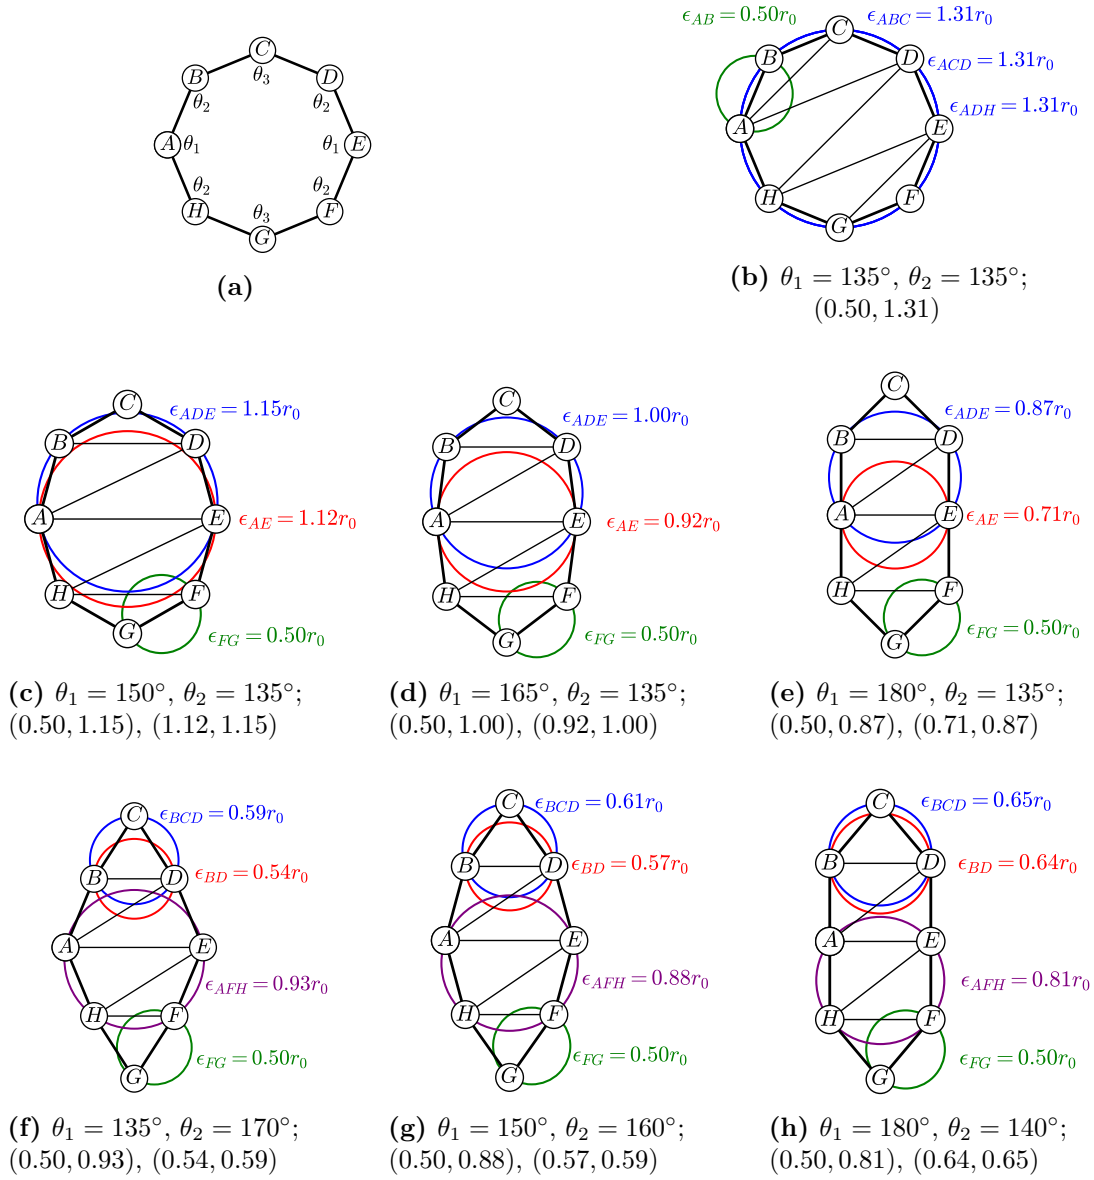 C
B θ₃ D
θ₂ θ₂
A θ₁ θ₁ E
θ₂ θ₂
H θ₃ F
G
(a)
ϵ_AB = 0.50r₀ ϵ_ABC = 1.31r₀
C
B D ϵ_ACD = 1.31r₀
ϵ_ADH = 1.31r₀
A E
H F
G
(b) θ₁ = 135°, θ₂ = 135°;
(0.50, 1.31)
C ϵ_ADE = 1.15r₀
B D
A E ϵ_AE = 1.12r₀
H F
G ϵ_FG = 0.50r₀
(c) θ₁ = 150°, θ₂ = 135°;
(0.50, 1.15), (1.12, 1.15)
C ϵ_ADE = 1.00r₀
B D
A E ϵ_AE = 0.92r₀
H F
G ϵ_FG = 0.50r₀
(d) θ₁ = 165°, θ₂ = 135°;
(0.50, 1.00), (0.92, 1.00)
C
ϵ_ADE = 0.87r₀
B D
A E ϵ_AE = 0.71r₀
H F
G ϵ_FG = 0.50r₀
(e) θ₁ = 180°, θ₂ = 135°;
(0.50, 0.87), (0.71, 0.87)
C ϵ_BCD = 0.59r₀
B D ϵ_BD = 0.54r₀
A E
ϵ_AFH = 0.93r₀
H F
G ϵ_FG = 0.50r₀
(f) θ₁ = 135°, θ₂ = 170°;
(0.50, 0.93), (0.54, 0.59)
C ϵ_BCD = 0.61r₀
B D ϵ_BD = 0.57r₀
A E
ϵ_AFH = 0.88r₀
H F
G ϵ_FG = 0.50r₀
(g) θ₁ = 150°, θ₂ = 160°;
(0.50, 0.88), (0.57, 0.59)
C ϵ_BCD = 0.65r₀
B D ϵ_BD = 0.64r₀
A E
ϵ_AFH = 0.81r₀
H F
G ϵ_FG = 0.50r₀
(h) θ₁ = 180°, θ₂ = 140°;
(0.50, 0.81), (0.64, 0.65)